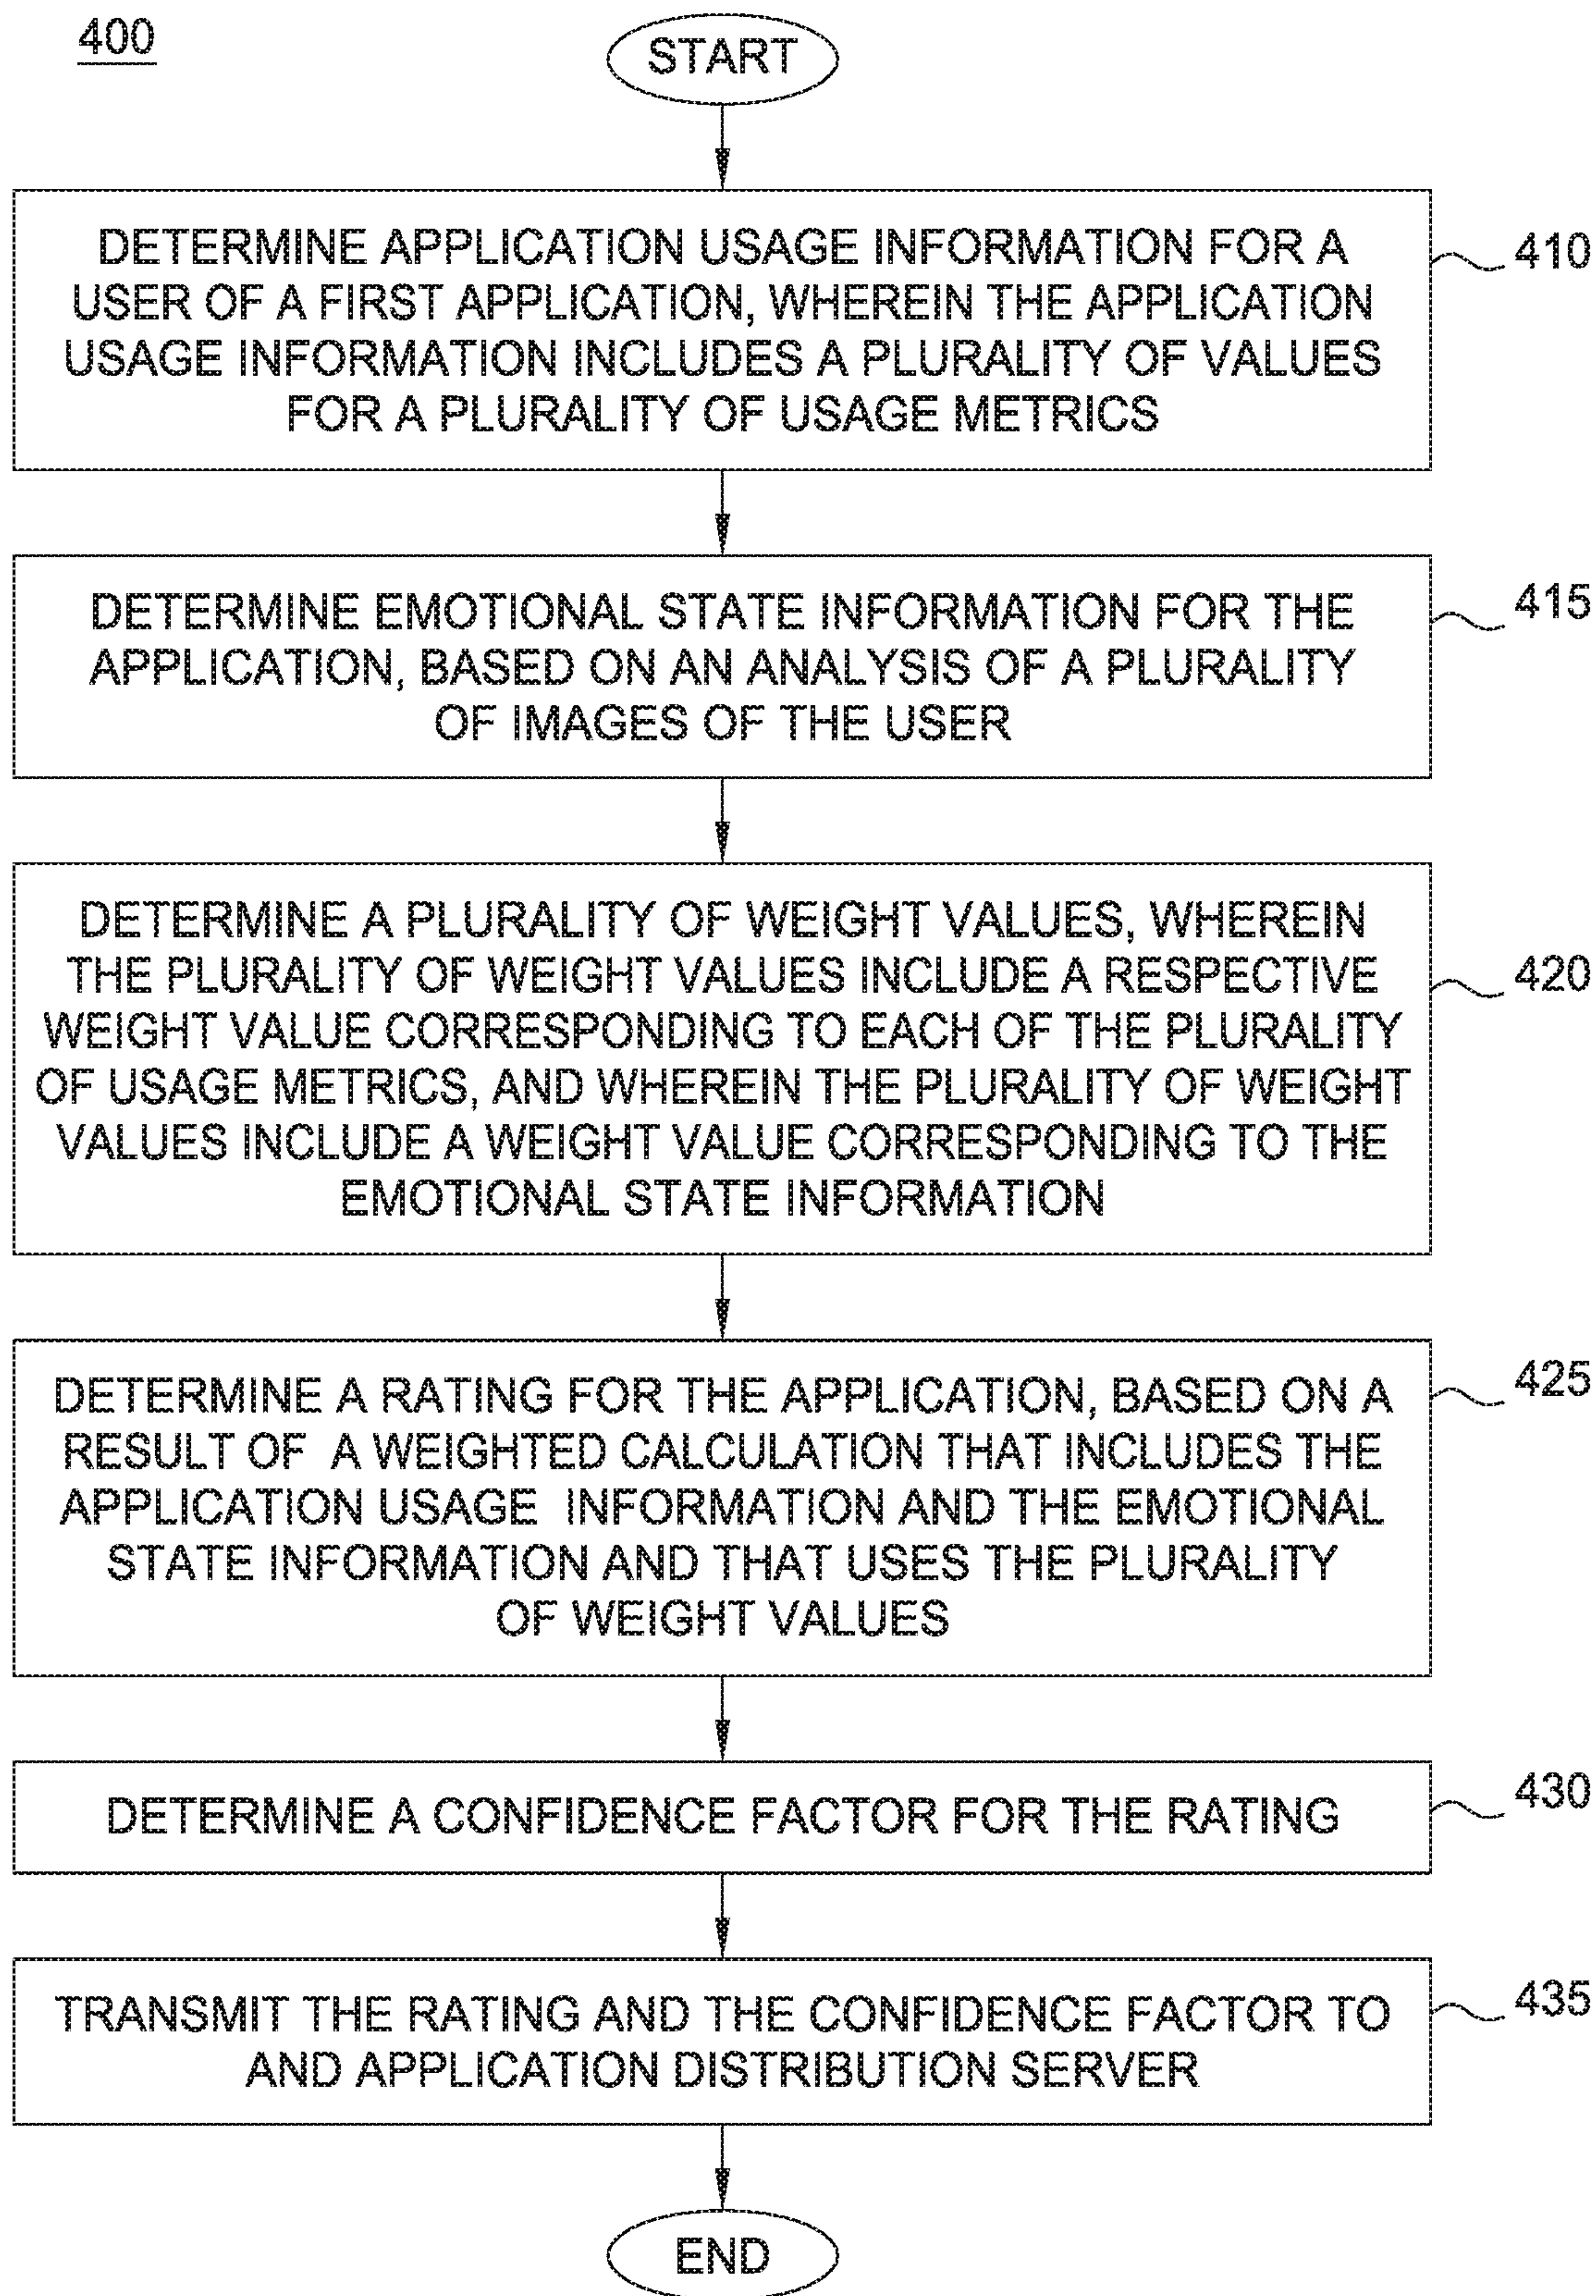 400
START
DETERMINE APPLICATION USAGE INFORMATION FOR A
USER OF A FIRST APPLICATION, WHEREIN THE APPLICATION
USAGE INFORMATION INCLUDES A PLURALITY OF VALUES
FOR A PLURALITY OF USAGE METRICS
410
DETERMINE EMOTIONAL STATE INFORMATION FOR THE
APPLICATION, BASED ON AN ANALYSIS OF A PLURALITY
OF IMAGES OF THE USER
415
DETERMINE A PLURALITY OF WEIGHT VALUES, WHEREIN
THE PLURALITY OF WEIGHT VALUES INCLUDE A RESPECTIVE
WEIGHT VALUE CORRESPONDING TO EACH OF THE PLURALITY
OF USAGE METRICS, AND WHEREIN THE PLURALITY OF WEIGHT
VALUES INCLUDE A WEIGHT VALUE CORRESPONDING TO THE
EMOTIONAL STATE INFORMATION
420
DETERMINE A RATING FOR THE APPLICATION, BASED ON A
RESULT OF A WEIGHTED CALCULATION THAT INCLUDES THE
APPLICATION USAGE INFORMATION AND THE EMOTIONAL
STATE INFORMATION AND THAT USES THE PLURALITY
OF WEIGHT VALUES
425
DETERMINE A CONFIDENCE FACTOR FOR THE RATING
430
TRANSMIT THE RATING AND THE CONFIDENCE FACTOR TO
AND APPLICATION DISTRIBUTION SERVER
435
END